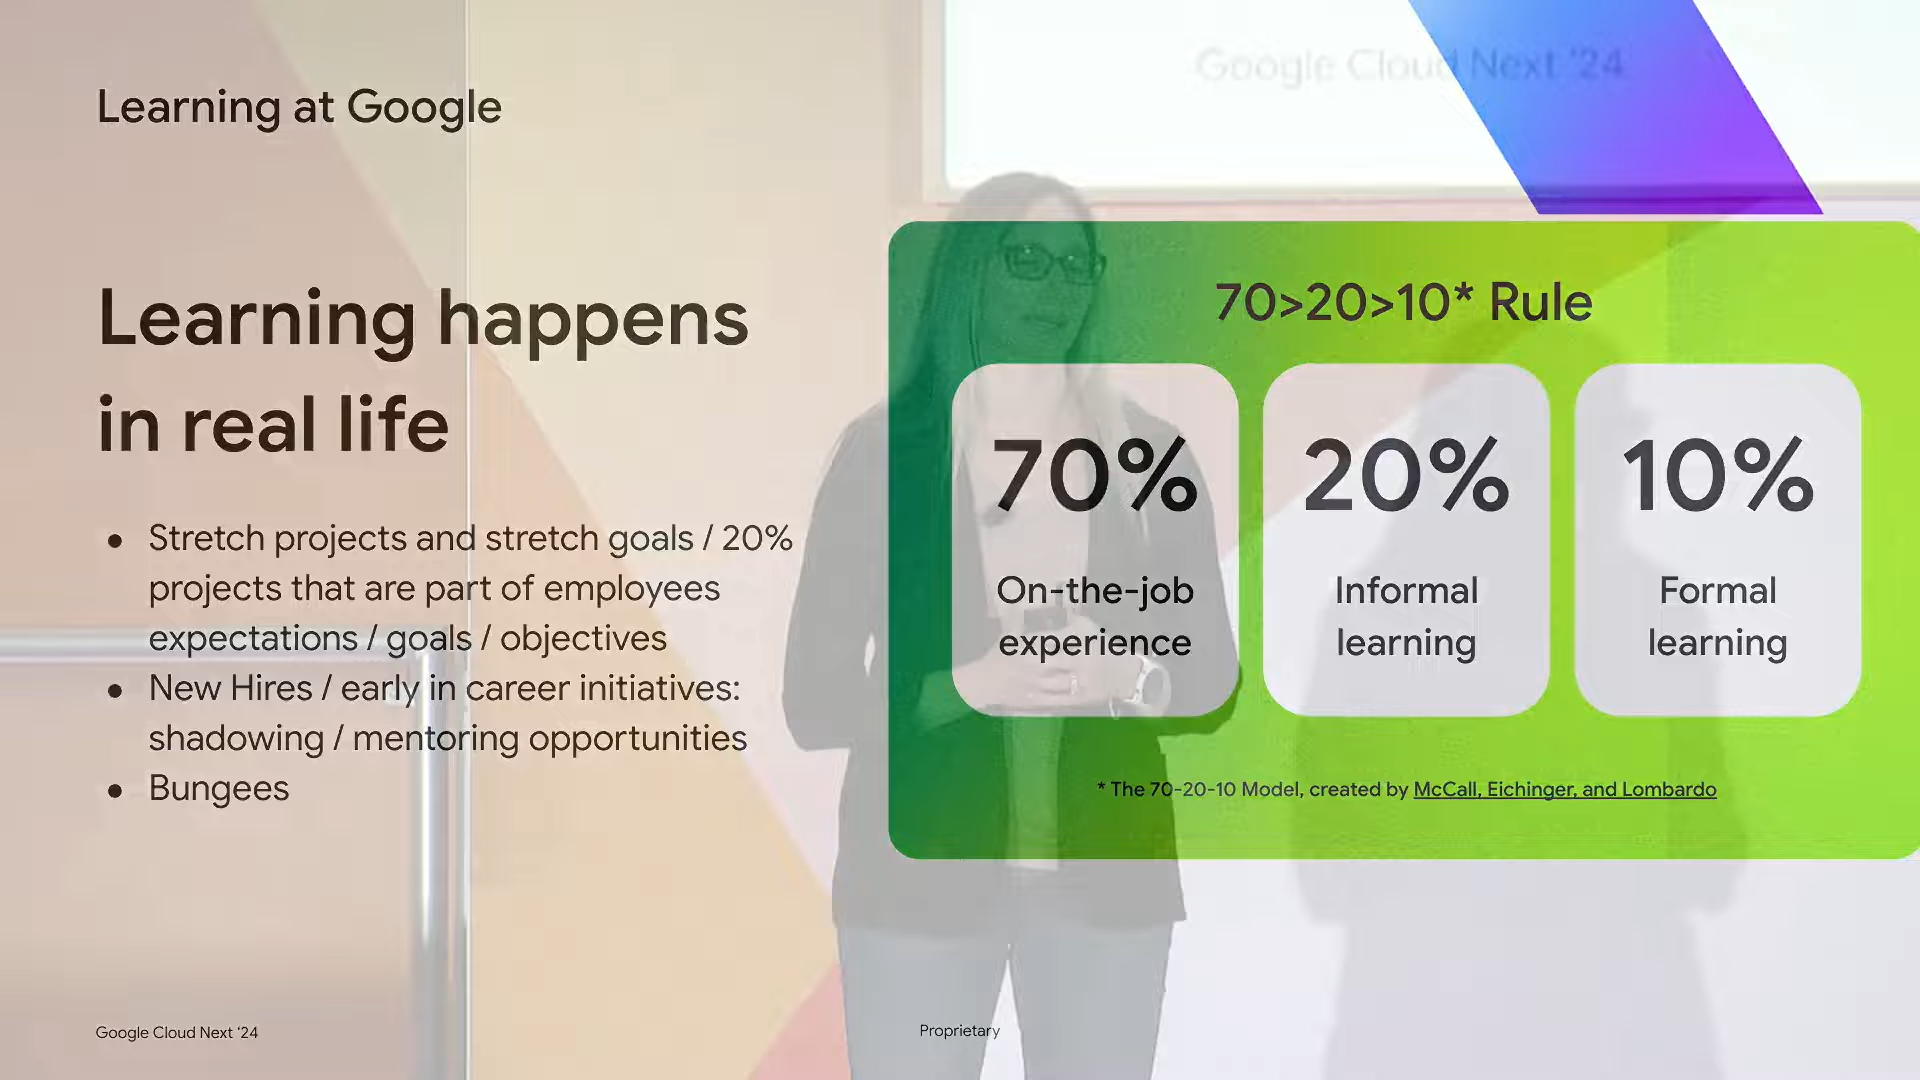 Google Cloud Next '24
Learning at Google
Learning happens
in real life
● Stretch projects and stretch goals / 20%
projects that are part of employees
expectations / goals / objectives
● New Hires / early in career initiatives:
shadowing / mentoring opportunities
● Bungees
70>20>10* Rule
70%
On-the-job
experience
20%
Informal
learning
10%
Formal
learning
* The 70-20-10 Model, created by McCall, Eichinger, and Lombardo
Google Cloud Next '24
Proprietary